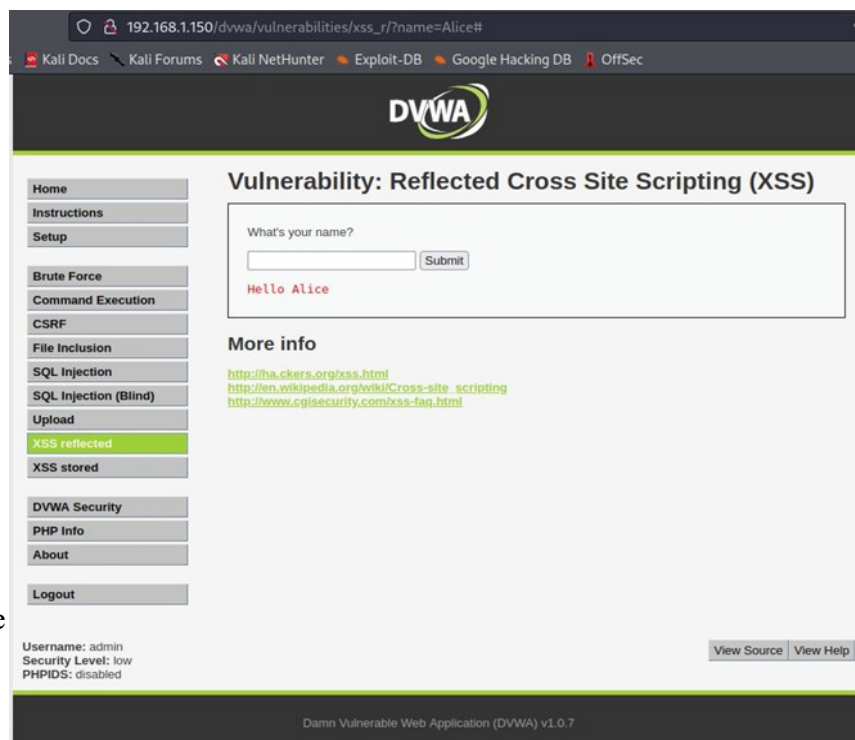 192.168.1.150/dvwa/vulnerabilities/xss_r/?name=Alice#
Kali Docs Kali Forums Kali NetHunter Exploit-DB Google Hacking DB OffSec
DVWA
Home
Instructions
Setup
Brute Force
Command Execution
CSRF
File Inclusion
SQL Injection
SQL Injection (Blind)
Upload
XSS reflected
XSS stored
DVWA Security
PHP Info
About
Logout
Vulnerability: Reflected Cross Site Scripting (XSS)
What's your name?
Submit
Hello Alice
More info
http://ha.ckers.org/xss.html
http://en.wikipedia.org/wiki/Cross-site_scripting
http://www.cgisecurity.com/xss-faq.html
e
Username: admin
Security Level: low
PHPIDS: disabled
View Source View Help
Damn Vulnerable Web Application (DVWA) v1.0.7